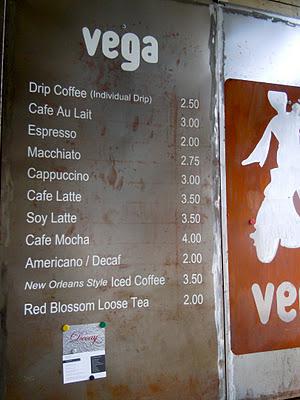 vega
Drip Coffee (Individual Drip) 2.50
Cafe Au Lait 3.00
Espresso 2.00
Macchiato 2.75
Cappuccino 3.00
Cafe Latte 3.50
Soy Latte 3.50
Cafe Mocha 4.00
Americano / Decaf 2.00
New Orleans Style Iced Coffee 3.50
Red Blossom Loose Tea 2.00
Decay
ve